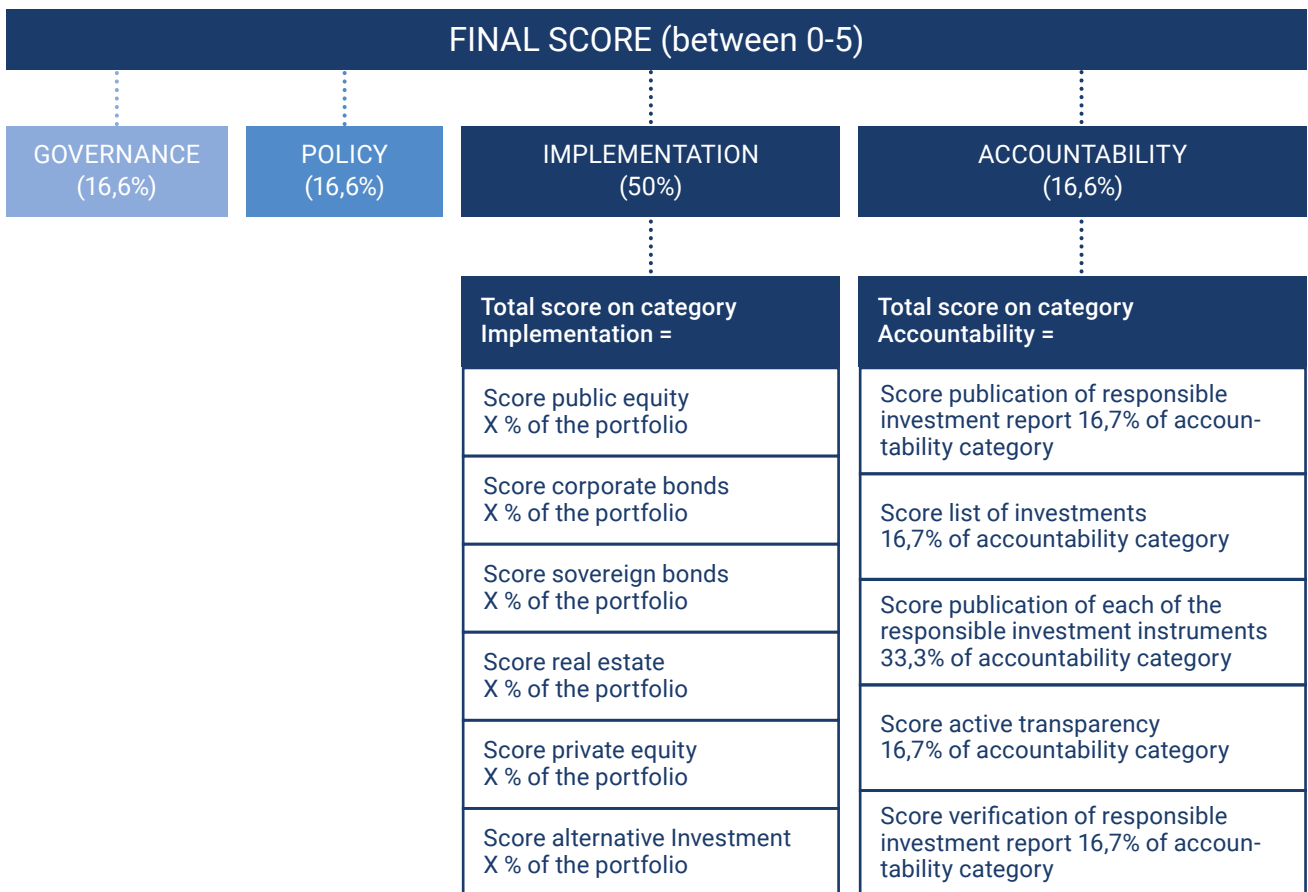 FINAL SCORE (between 0-5)
GOVERNANCE
(16,6%)
POLICY
(16,6%)
IMPLEMENTATION
(50%)
ACCOUNTABILITY
(16,6%)
Total score on category
Implementation =
Score public equity
X % of the portfolio
Score corporate bonds
X % of the portfolio
Score sovereign bonds
X % of the portfolio
Score real estate
X % of the portfolio
Score private equity
X % of the portfolio
Score alternative Investment
X % of the portfolio
Total score on category
Accountability =
Score publication of responsible
investment report 16,7% of accoun-
tability category
Score list of investments
16,7% of accountability category
Score publication of each of the
responsible investment instruments
33,3% of accountability category
Score active transparency
16,7% of accountability category
Score verification of responsible
investment report 16,7% of accoun-
tability category